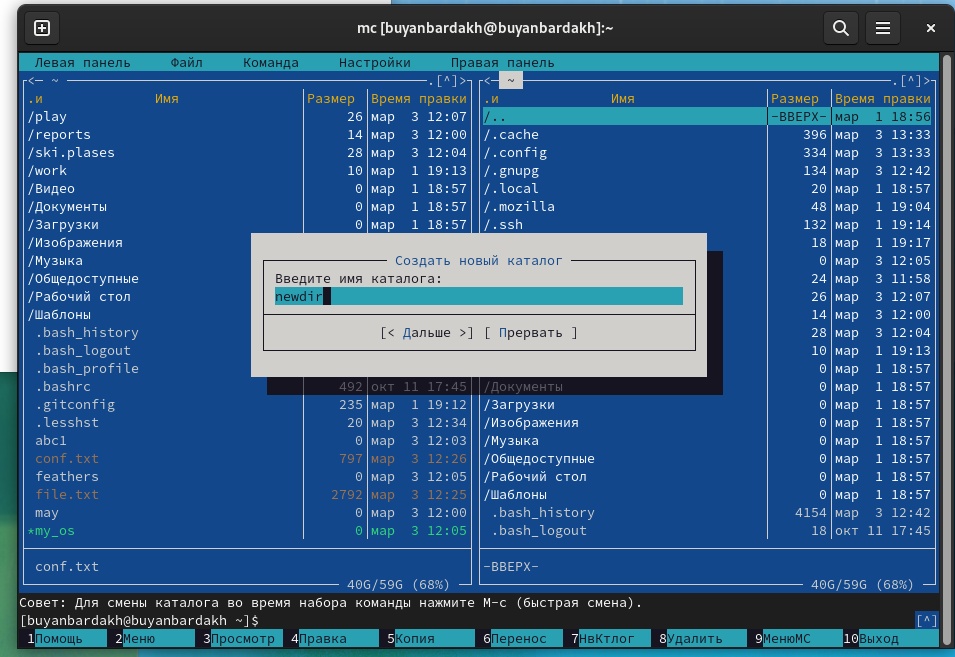 mc [buyanbardakh@buyanbardakh]:~
Левая панель Файл Команда Настройки Правая панель
<─ ~ .[^]> <─ ~ .[^]>
.и Имя Размер Время правки .и Имя Размер Время правки
/play 26 мар 3 12:07 /.. -ВВЕРХ- мар 1 18:56
/reports 14 мар 3 12:00 /.cache 396 мар 3 13:33
/ski.plases 28 мар 3 12:04 /.config 334 мар 3 13:33
/work 10 мар 1 19:13 /.gnupg 134 мар 3 12:42
/Видео 0 мар 1 18:57 /.local 20 мар 1 18:57
/Документы 0 мар 1 18:57 /.mozilla 48 мар 1 19:04
/Загрузки 0 мар 1 18:57 /.ssh 132 мар 1 19:14
/Изображения 18 мар 1 19:17
/Музыка Создать новый каталог 0 мар 3 12:05
/Общедоступные Введите имя каталога: 24 мар 3 11:58
/Рабочий стол newdir 26 мар 3 12:07
/Шаблоны 14 мар 3 12:00
.bash_history [< Дальше >] [ Прервать ] 28 мар 3 12:04
.bash_logout 10 мар 1 19:13
.bash_profile 0 мар 1 18:57
.bashrc 492 окт 11 17:45 /Документы 0 мар 1 18:57
.gitconfig 235 мар 1 19:12 /Загрузки 0 мар 1 18:57
.lesshst 20 мар 3 12:34 /Изображения 0 мар 1 18:57
abc1 0 мар 3 12:03 /Музыка 0 мар 1 18:57
conf.txt 797 мар 3 12:26 /Общедоступные 0 мар 1 18:57
feathers 0 мар 3 12:05 /Рабочий стол 0 мар 1 18:57
file.txt 2792 мар 3 12:25 /Шаблоны 0 мар 1 18:57
may 0 мар 3 12:00 .bash_history 4154 мар 3 12:42
*my_os 0 мар 3 12:05 .bash_logout 18 окт 11 17:45
conf.txt -ВВЕРХ-
40G/59G (68%) 40G/59G (68%)
Совет: Для смены каталога во время набора команды нажмите M-c (быстрая смена).
[buyanbardakh@buyanbardakh ~]$ [^]
1Помощь 2Меню 3Просмотр 4Правка 5Копия 6Перенос 7НвКтлог 8Удалить 9МенюMC 10Выход